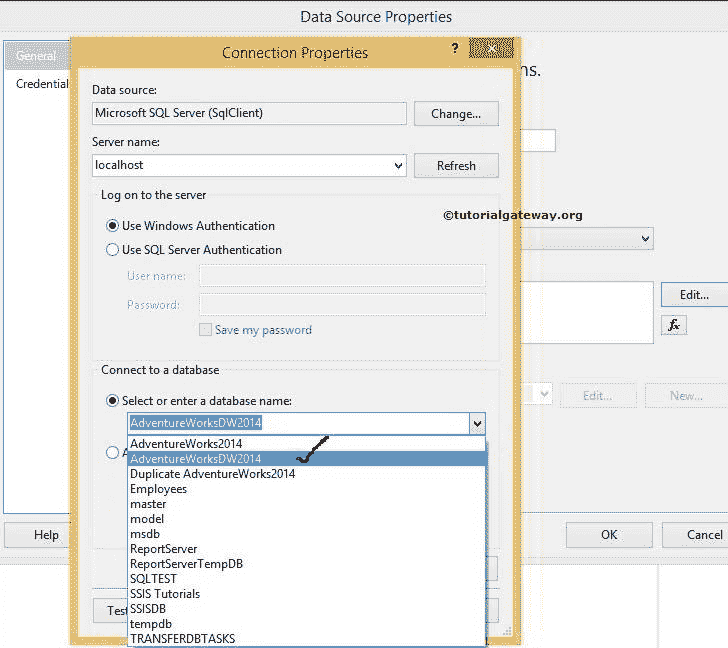 Data Source Properties
Connection Properties
?
General
Credential
ns.
Data source:
Microsoft SQL Server (SqlClient)
Change...
Server name:
localhost
Refresh
Log on to the server
©tutorialgateway.org
Use Windows Authentication
Use SQL Server Authentication
User name:
Password:
Save my password
Edit...
fx
Connect to a database
Select or enter a database name:
Edit...
New...
AdventureWorksDW2014
AdventureWorks2014
A
AdventureWorksDW2014
Duplicate AdventureWorks2014
Employees
master
model
msdb
ReportServer
ReportServerTempDB
SQLTEST
SSIS Tutorials
SSISDB
tempdb
TRANSFERDBTASKS
Help
OK
Cancel
Test